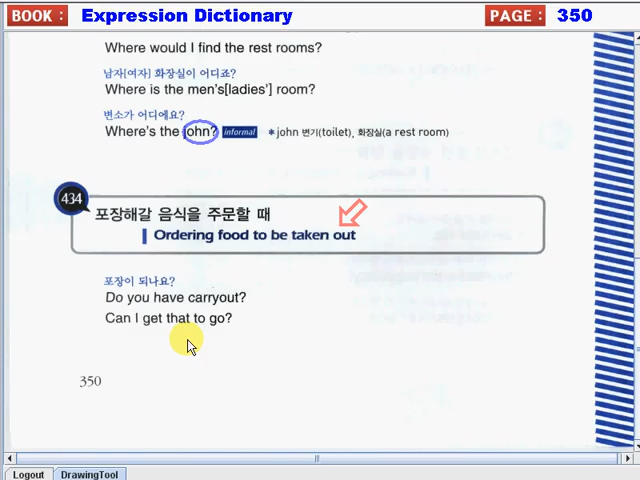 BOOK : Expression Dictionary PAGE : 350
Where would I find the rest rooms?
남자[여자] 화장실이 어디죠?
Where is the men's[ladies'] room?
변소가 어디에요?
Where's the john? informal *john 변기(toilet), 화장실(a rest room)
434
포장해갈 음식을 주문할 때
Ordering food to be taken out
포장이 되나요?
Do you have carryout?
Can I get that to go?
350
Logout DrawingTool